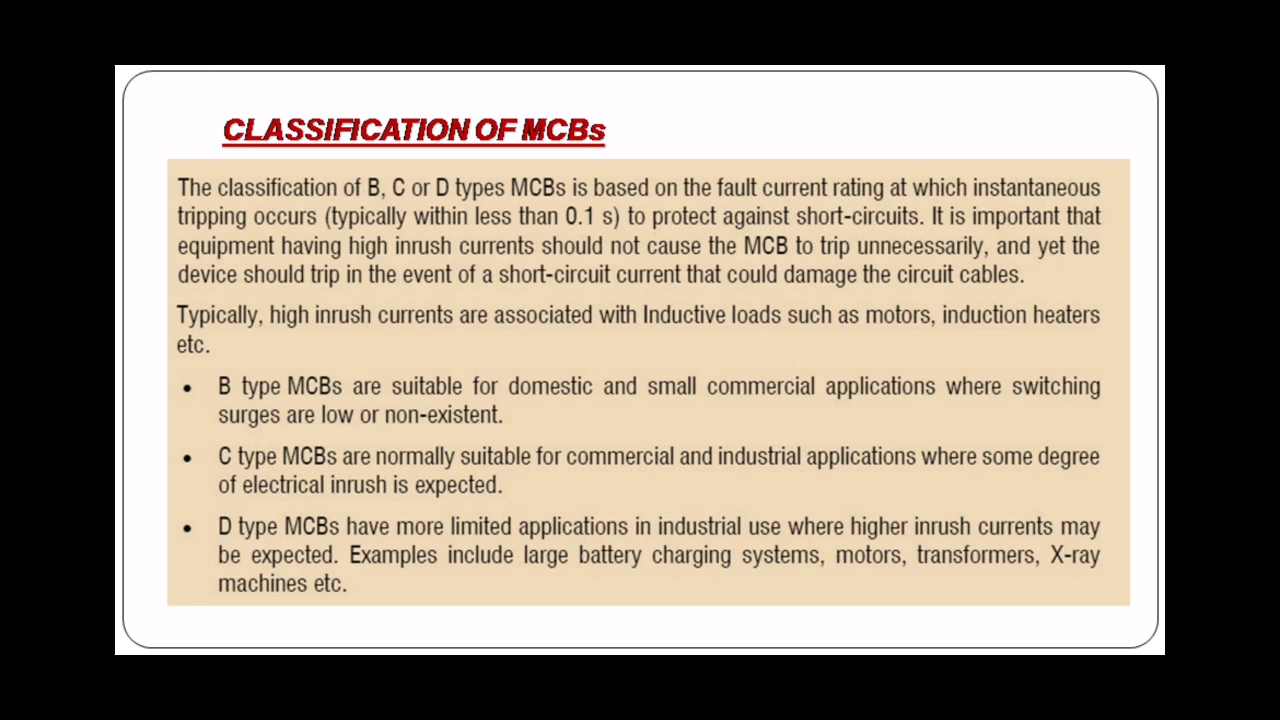 CLASSIFICATION OF MCBs
The classification of B, C or D types MCBs is based on the fault current rating at which instantaneous
tripping occurs (typically within less than 0.1 s) to protect against short-circuits. It is important that
equipment having high inrush currents should not cause the MCB to trip unnecessarily, and yet the
device should trip in the event of a short-circuit current that could damage the circuit cables.
Typically, high inrush currents are associated with Inductive loads such as motors, induction heaters
etc.
• B type MCBs are suitable for domestic and small commercial applications where switching
surges are low or non-existent.
• C type MCBs are normally suitable for commercial and industrial applications where some degree
of electrical inrush is expected.
• D type MCBs have more limited applications in industrial use where higher inrush currents may
be expected. Examples include large battery charging systems, motors, transformers, X-ray
machines etc.